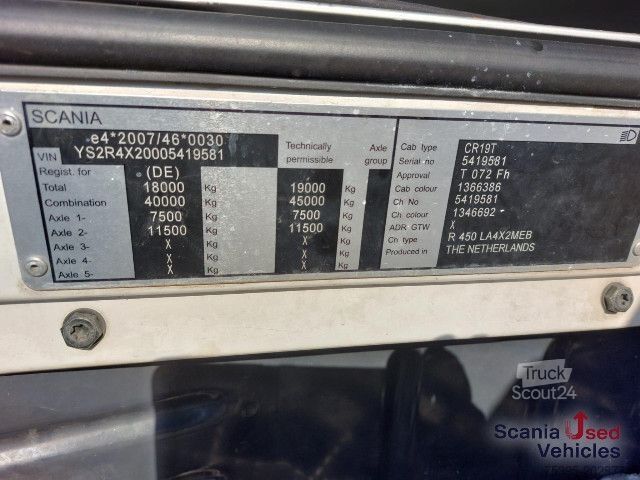 SCANIA
e4*2007/46*0030
VIN YS2R4X20005419581
Technically permissible
Axle group
Regist. for (DE)
Total 18000 Kg 19000 Kg
Combination 40000 Kg 45000 Kg
Axle 1- 7500 Kg 7500 Kg
Axle 2- 11500 Kg 11500 Kg
Axle 3- X Kg X Kg
Axle 4- X Kg X Kg
Axle 5- X Kg X Kg
Cab type CR19T
Serial no 5419581
Approval T 072 Fh
Cab colour 1366386
Ch No 5419581
Ch colour 1346692 -
ADR GTW X
Ch type R 450 LA4X2MEB
Produced in THE NETHERLANDS
Truck
Scout24
Scania Used
Vehicles